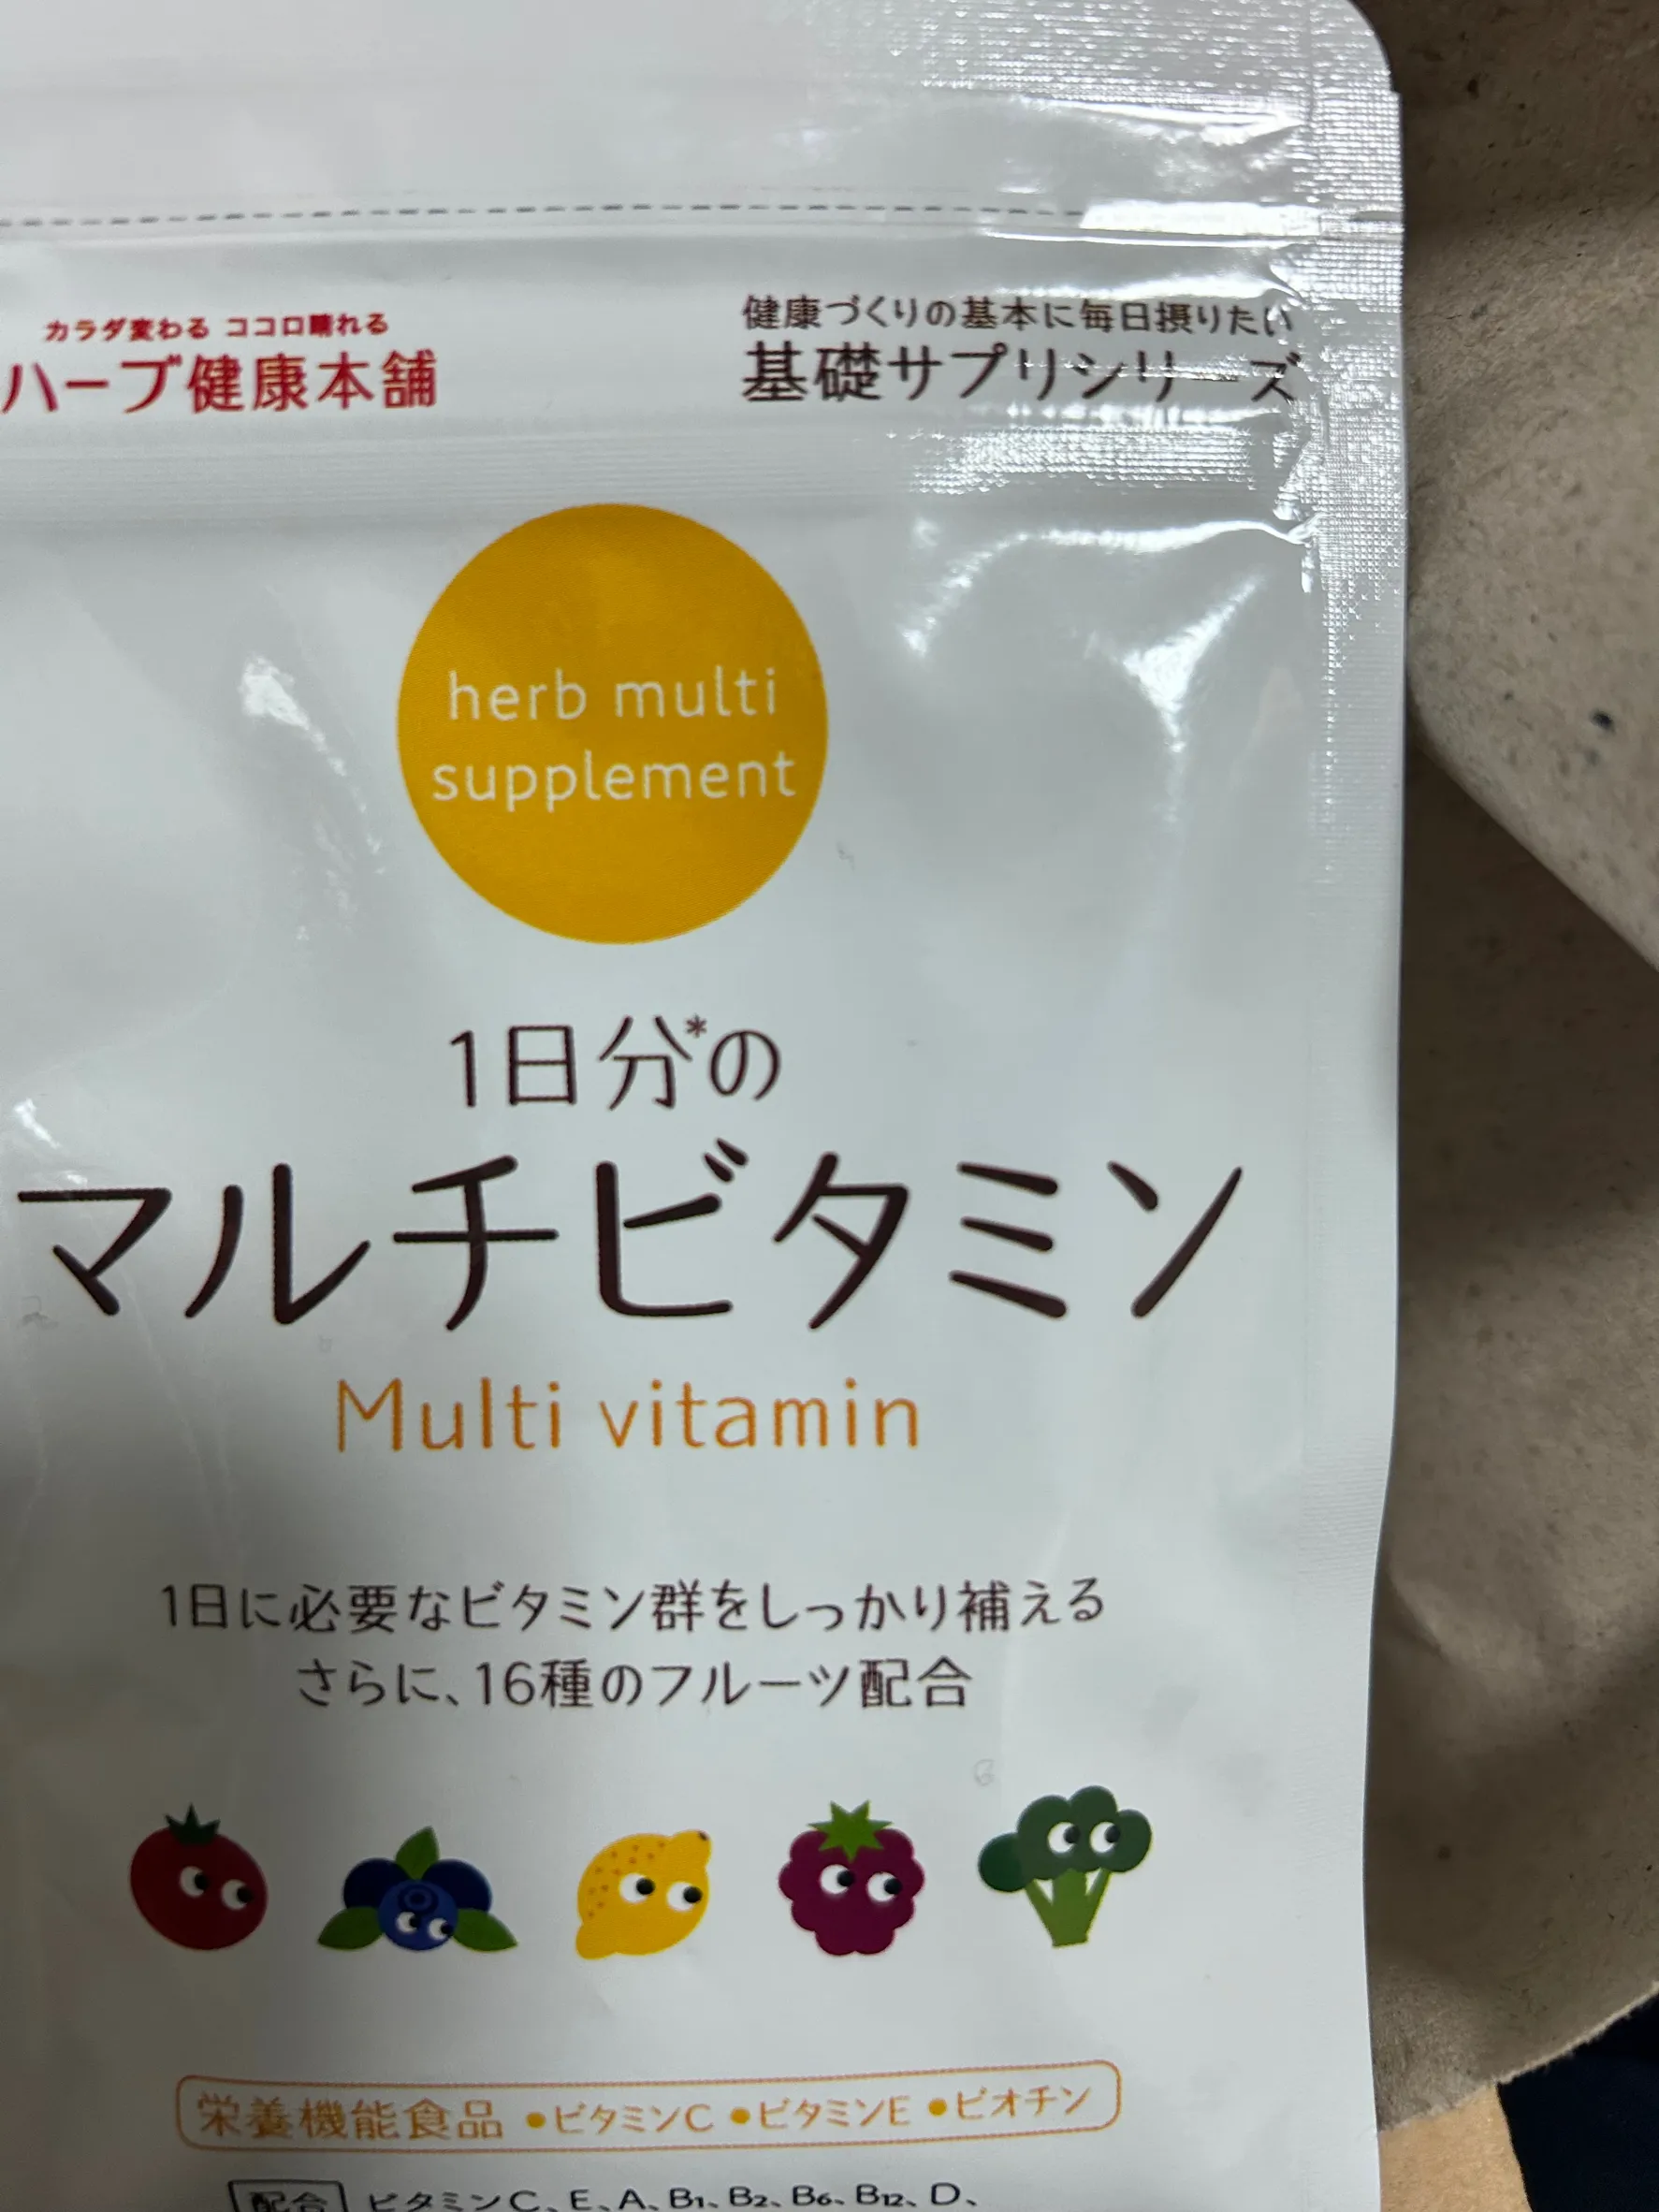 カラダ変わる ココロ晴れる
ハーブ健康本舗
健康づくりの基本に毎日摂りたい
基礎サプリシリーズ
herb multi
supplement
1日分*の
マルチビタミン
Multi vitamin
1日に必要なビタミン群をしっかり補える
さらに、16種のフルーツ配合
栄養機能食品 ●ビタミンC ●ビタミンE ●ビオチン
配合 ビタミンC、E、A、B1、B2、B6、B12、D、